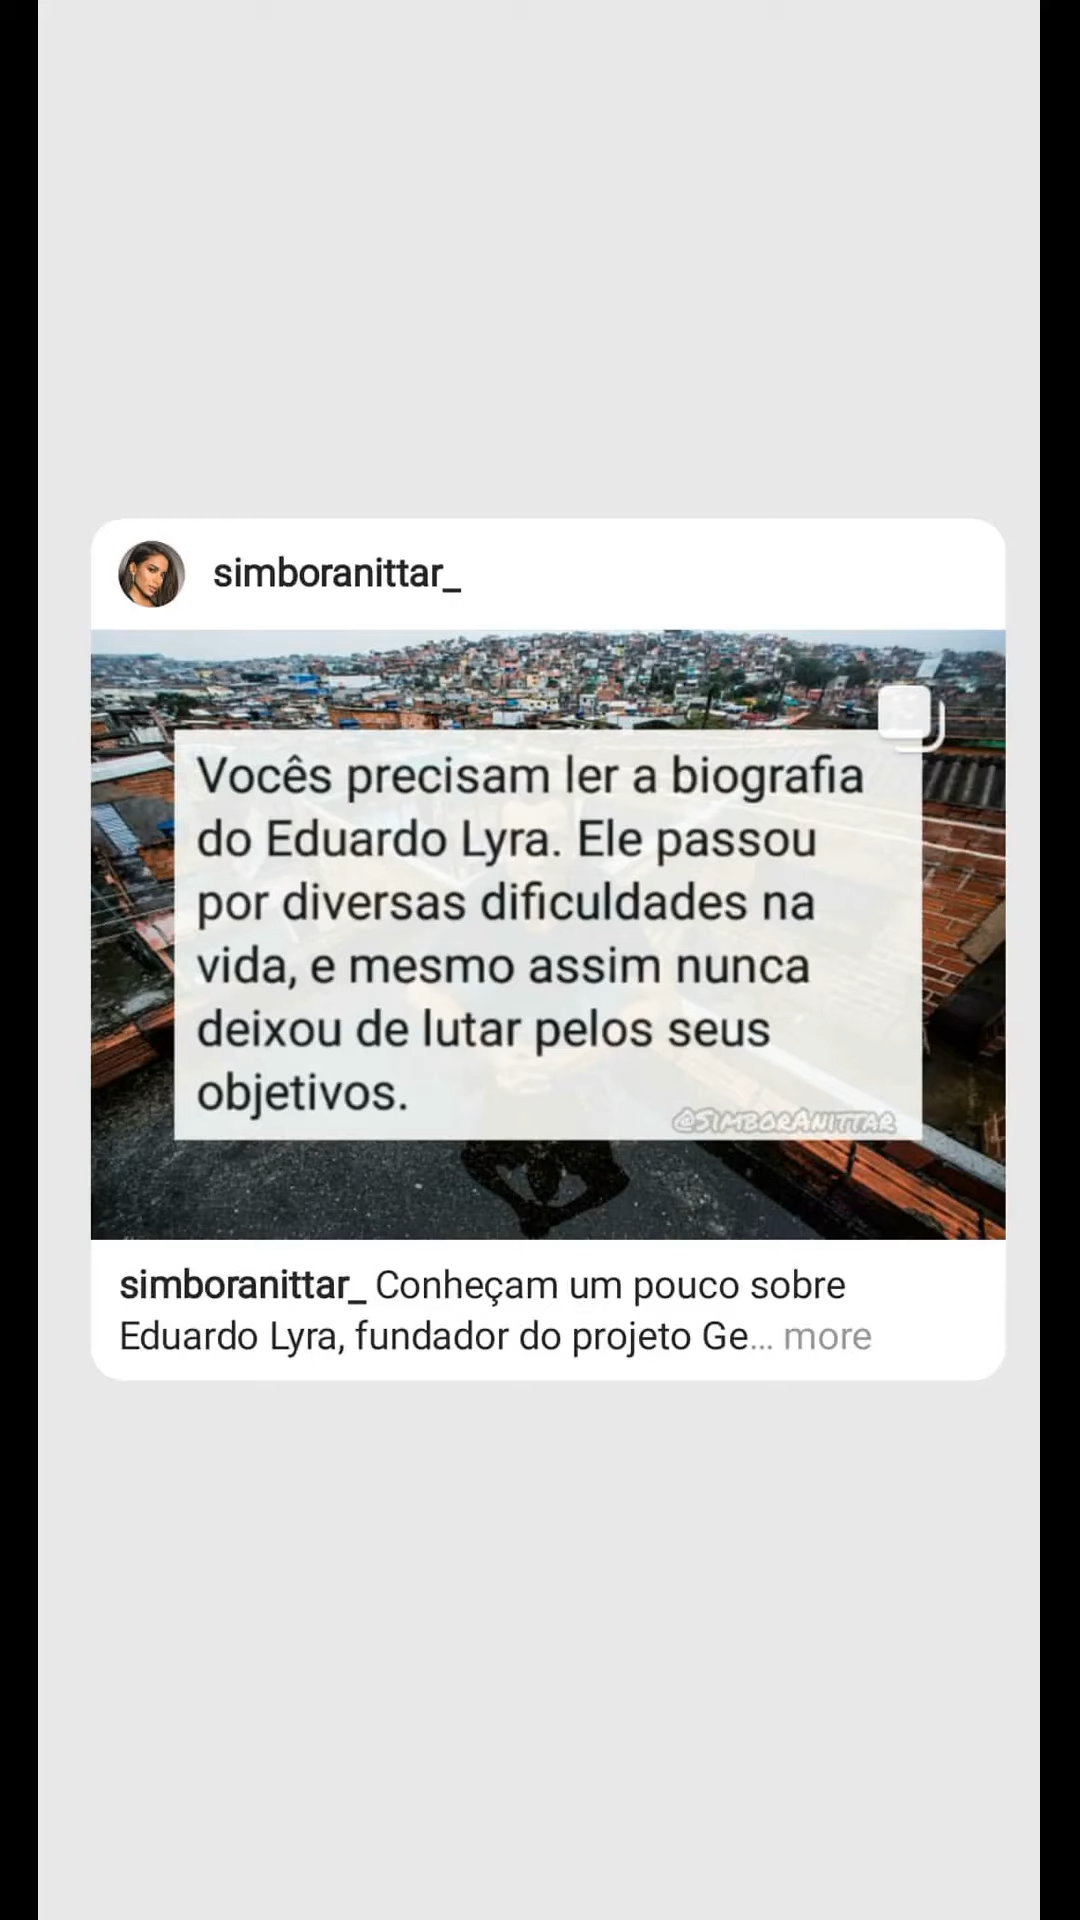 simboranittar_
Vocês precisam ler a biografia
do Eduardo Lyra. Ele passou
por diversas dificuldades na
vida, e mesmo assim nunca
deixou de lutar pelos seus
objetivos.
@SIMBORANITTAR
simboranittar_ Conheçam um pouco sobre
Eduardo Lyra, fundador do projeto Ge... more